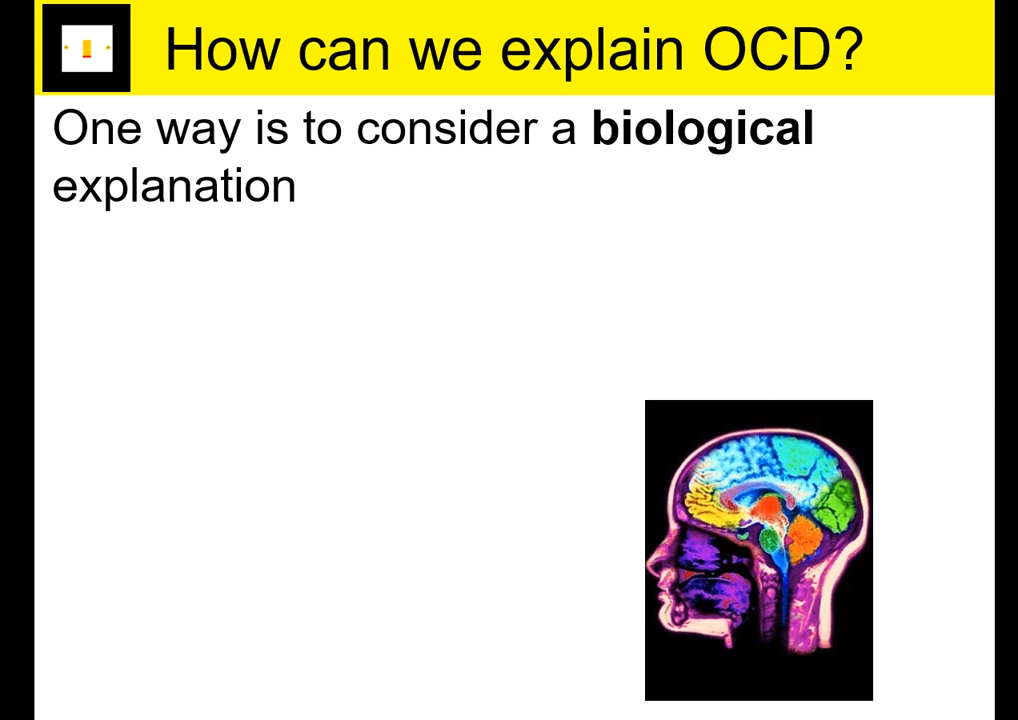 How can we explain OCD?
One way is to consider a biological
explanation